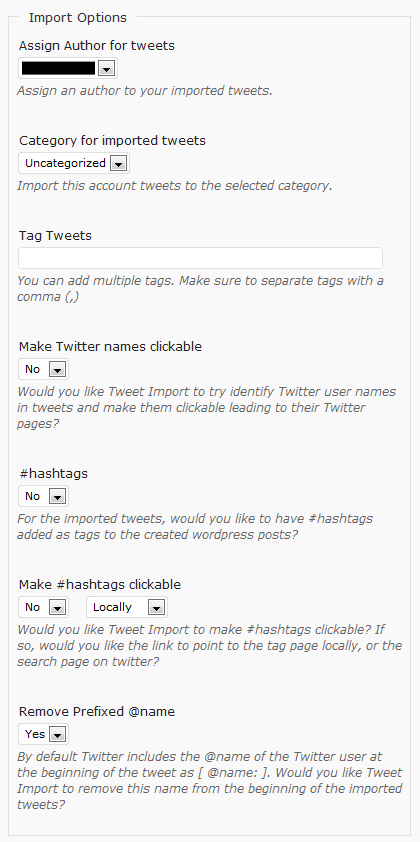 Import Options
Assign Author for tweets
Assign an author to your imported tweets.
Category for imported tweets
Uncategorized
Import this account tweets to the selected category.
Tag Tweets
You can add multiple tags. Make sure to separate tags with a
comma (,)
Make Twitter names clickable
No
Would you like Tweet Import to try identify Twitter user names
in tweets and make them clickable leading to their Twitter
pages?
#hashtags
No
For the imported tweets, would you like to have #hashtags
added as tags to the created wordpress posts?
Make #hashtags clickable
No Locally
Would you like Tweet Import to make #hashtags clickable? If
so, would you like the link to point to the tag page locally, or the
search page on twitter?
Remove Prefixed @name
Yes
By default Twitter includes the @name of the Twitter user at
the beginning of the tweet as [ @name: ]. Would you like Tweet
Import to remove this name from the beginning of the imported
tweets?